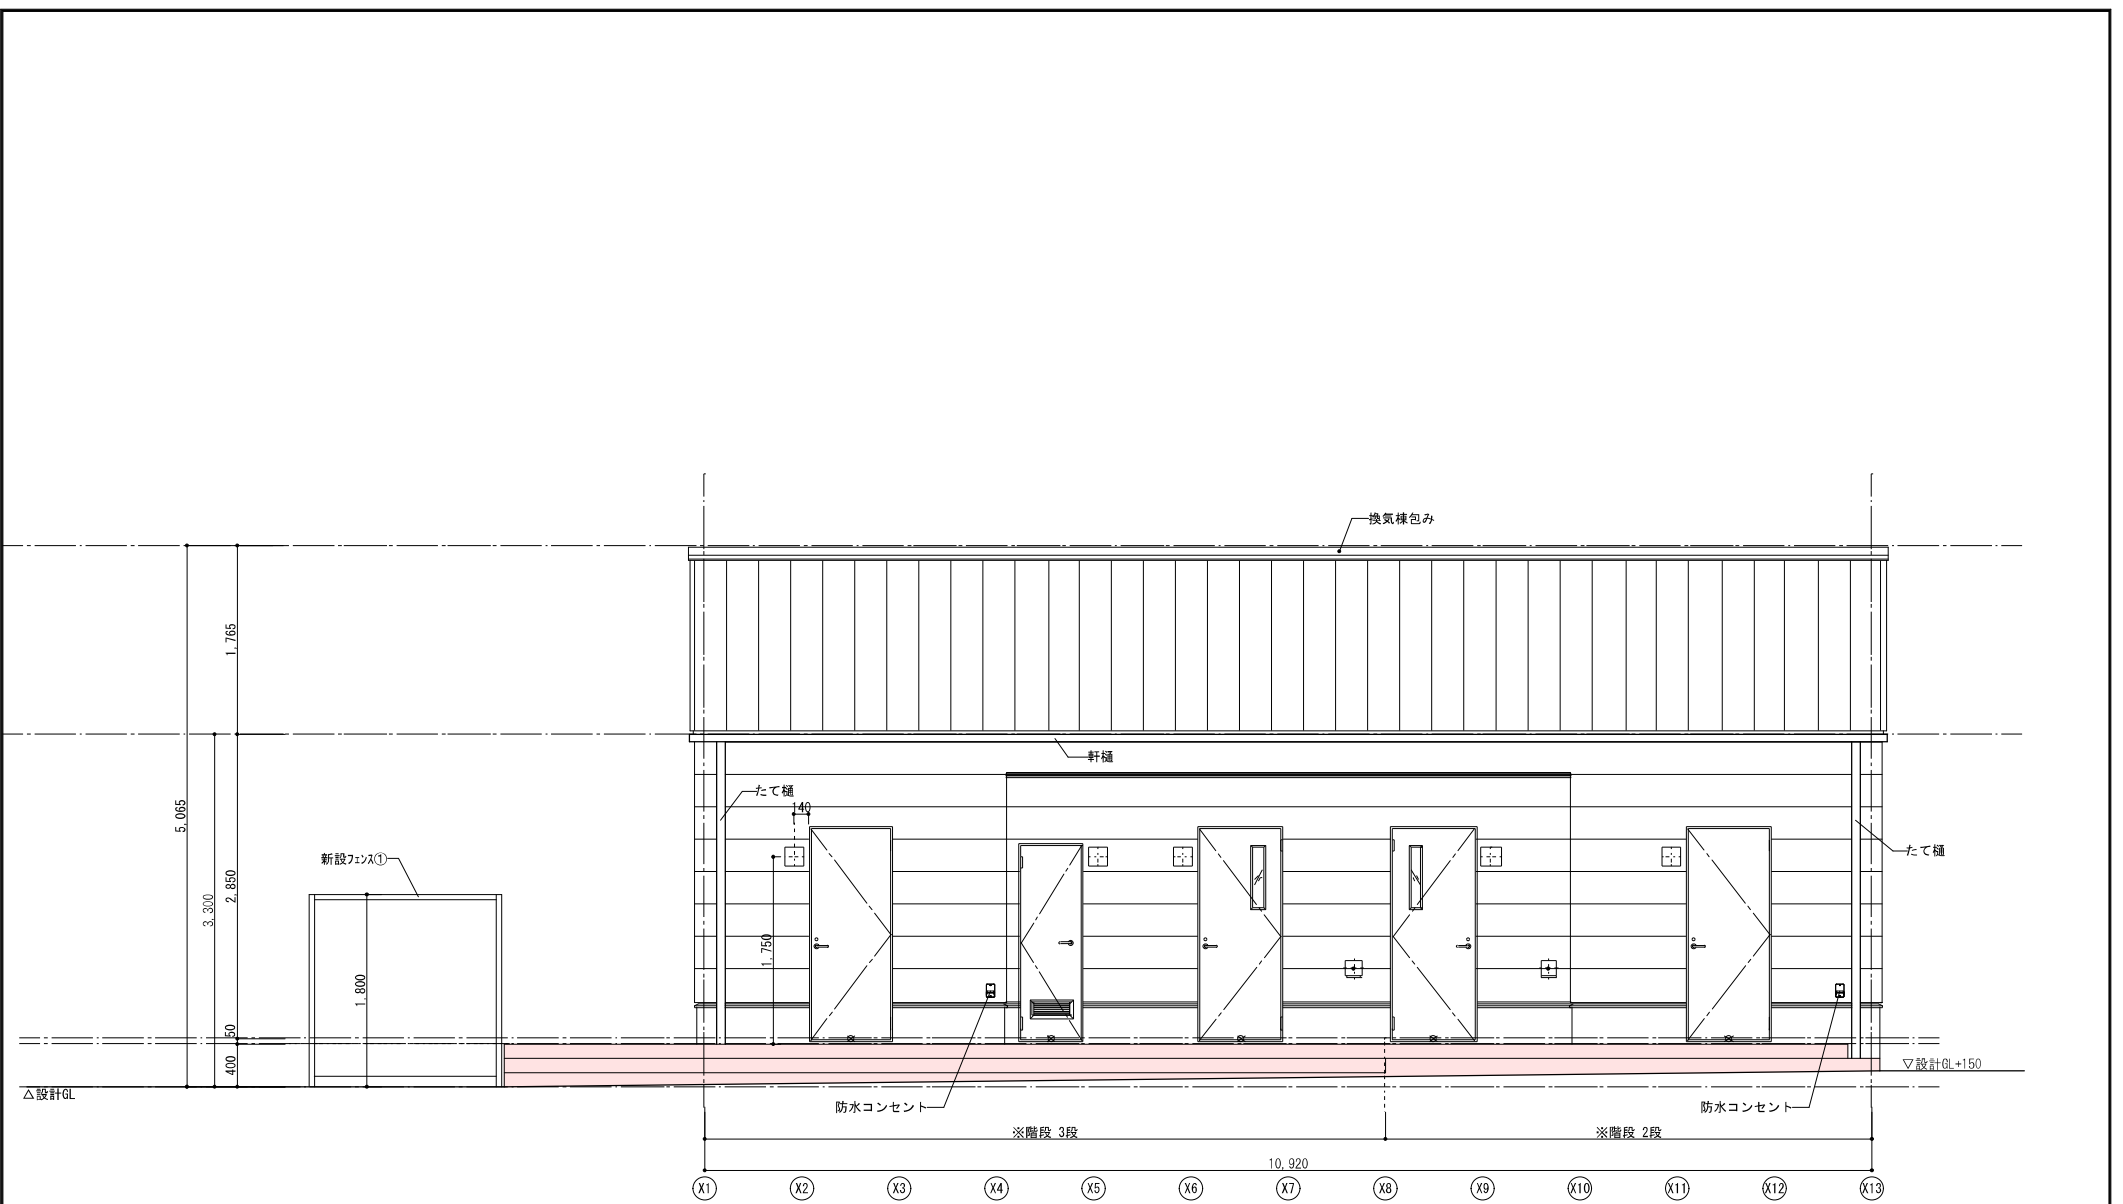 換気棟包み
1,765
軒樋
たて樋
140
5,065
たて樋
新設フェンス①
2,850
3,300
1,750
1,800
50
400
▽設計GL+150
△設計GL
防水コンセント
防水コンセント
※階段 3段
※階段 2段
10,920
X1 X2 X3 X4 X5 X6 X7 X8 X9 X10 X11 X12 X13